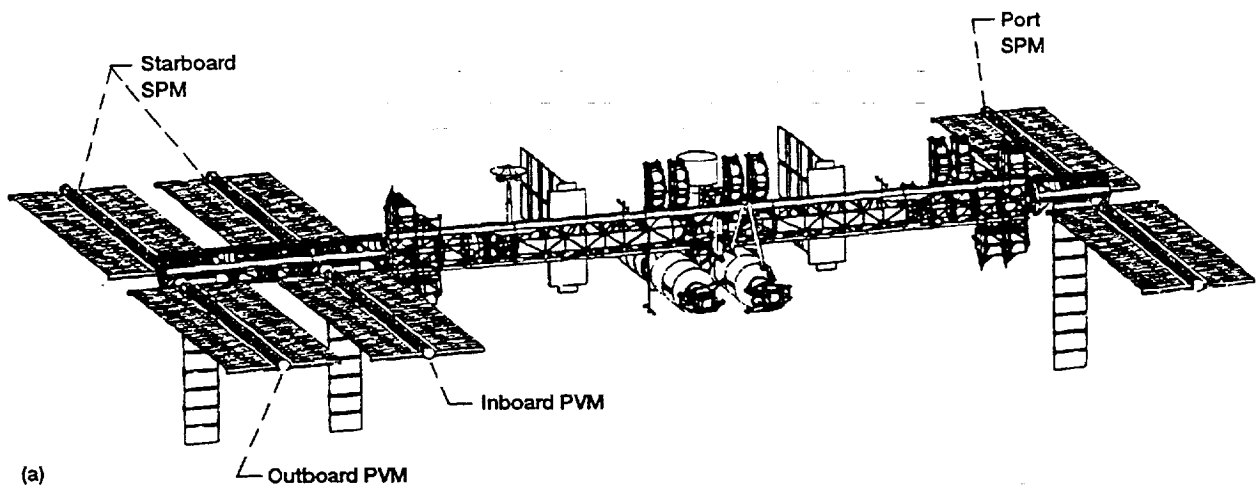 Port
SPM
Starboard
SPM
Inboard PVM
Outboard PVM
(a)